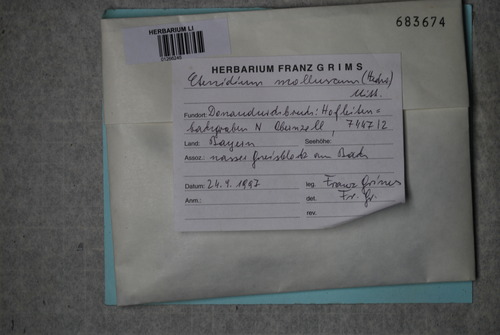 683674
HERBARIUM LI
HERBARIUM FRANZ GRIMS
Ctenidium molluscum (Hedw.)
Mitt.
Fundort: Donaudurchbruch: Hofleiten=
bachgraben N Obernzell, 7447/2
Land: Bayern Seehöhe:
Assoz.: nasser Gneisblock am Bach
Datum: 24.4.1997 leg. Franz Grims
Anm.: det. Fr. Gr.
rev.